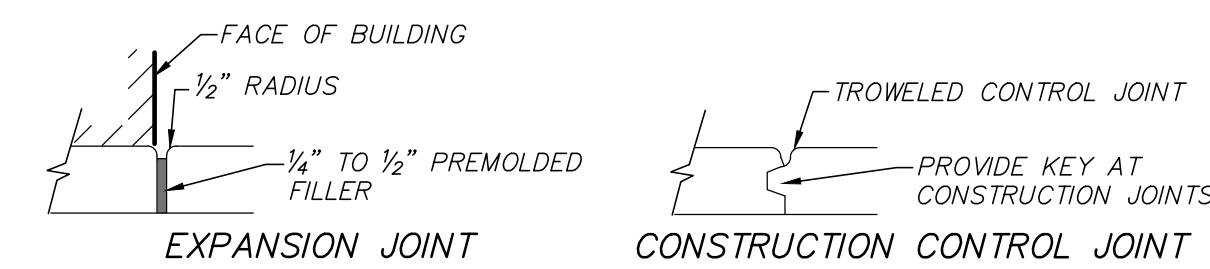 FACE OF BUILDING
½" RADIUS
¼" TO ½" PREMOLDED
FILLER
EXPANSION JOINT
TROWELED CONTROL JOINT
PROVIDE KEY AT
CONSTRUCTION JOINTS
CONSTRUCTION CONTROL JOINT